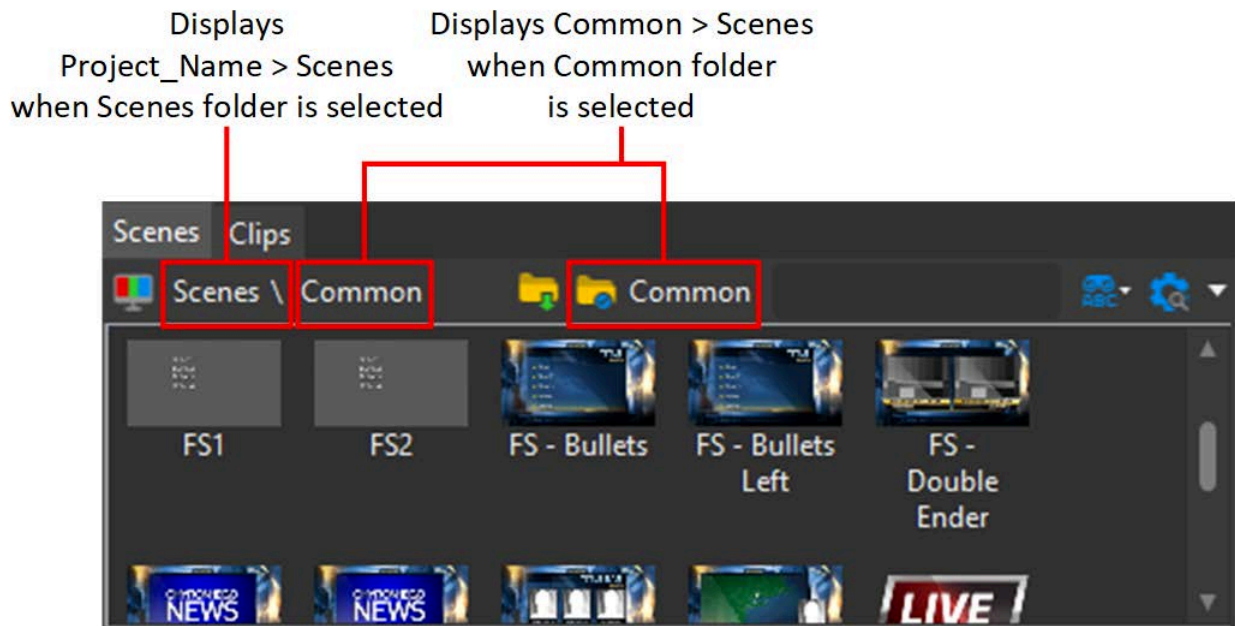 Displays
Project_Name > Scenes
when Scenes folder is selected
Displays Common > Scenes
when Common folder
is selected
Scenes Clips
Scenes \ Common Common ABC
FS1 FS2 FS - Bullets FS - Bullets
Left FS -
Double
Ender
NEWS NEWS LIVE